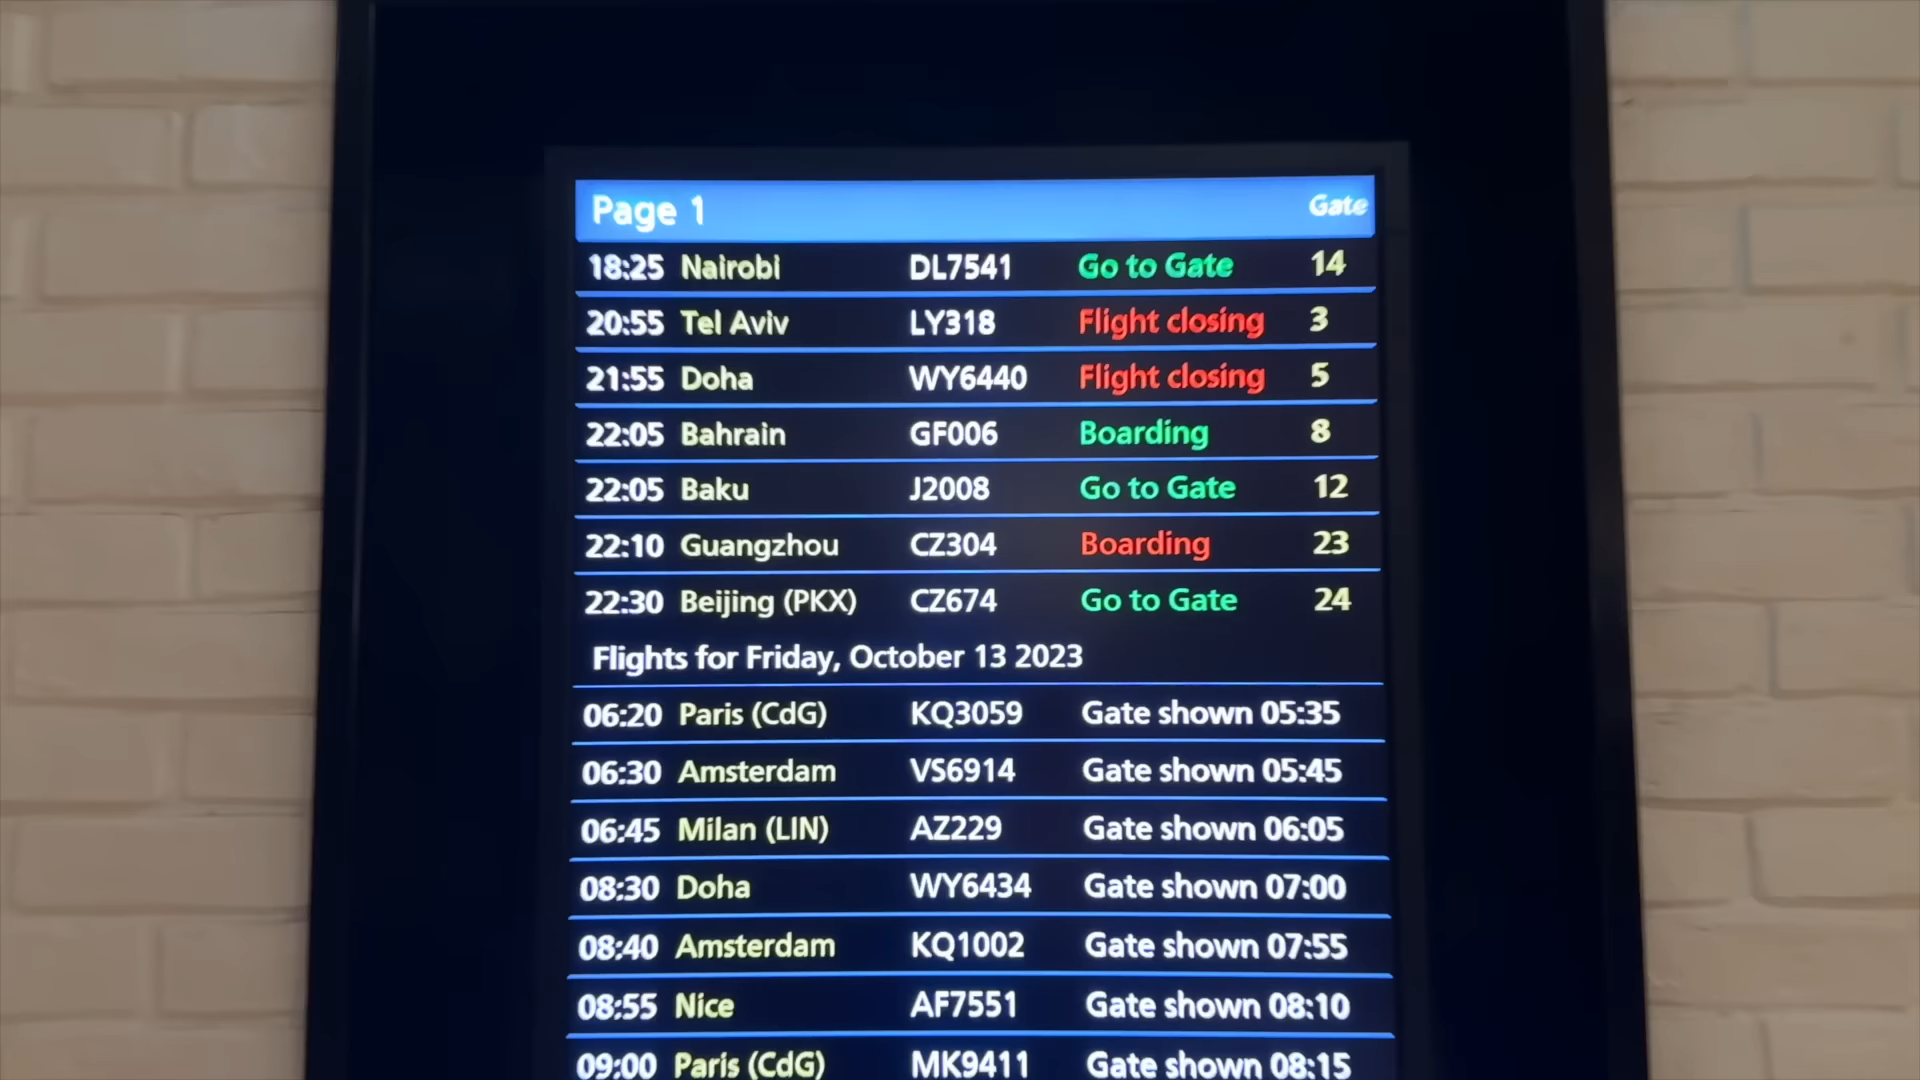 Page 1 Gate
18:25 Nairobi DL7541 Go to Gate 14
20:55 Tel Aviv LY318 Flight closing 3
21:55 Doha WY6440 Flight closing 5
22:05 Bahrain GF006 Boarding 8
22:05 Baku J2008 Go to Gate 12
22:10 Guangzhou CZ304 Boarding 23
22:30 Beijing (PKX) CZ674 Go to Gate 24
Flights for Friday, October 13 2023
06:20 Paris (CdG) KQ3059 Gate shown 05:35
06:30 Amsterdam VS6914 Gate shown 05:45
06:45 Milan (LIN) AZ229 Gate shown 06:05
08:30 Doha WY6434 Gate shown 07:00
08:40 Amsterdam KQ1002 Gate shown 07:55
08:55 Nice AF7551 Gate shown 08:10
09:00 Paris (CdG) MK9411 Gate shown 08:15